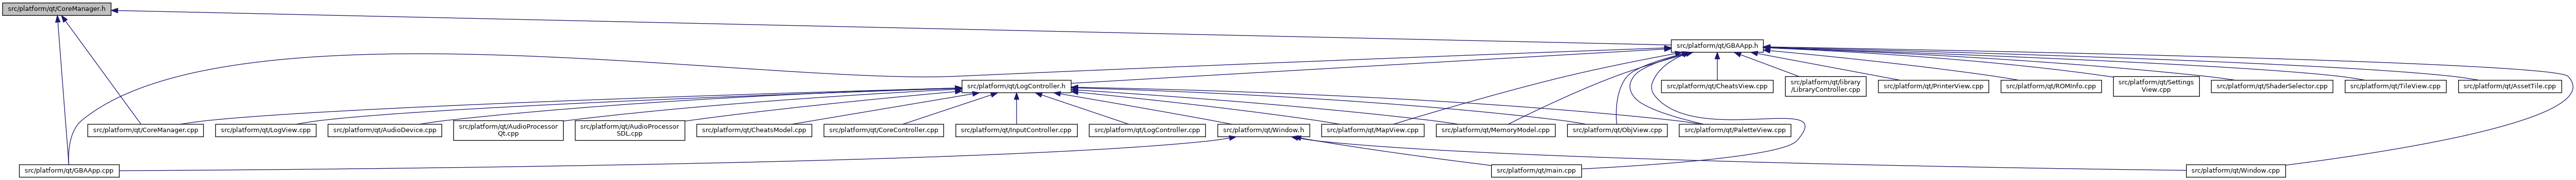 src/platform/qt/CoreManager.h
src/platform/qt/GBAApp.h
src/platform/qt/LogController.h
src/platform/qt/CheatsView.cpp
src/platform/qt/library
/LibraryController.cpp
src/platform/qt/PrinterView.cpp
src/platform/qt/ROMInfo.cpp
src/platform/qt/Settings
View.cpp
src/platform/qt/ShaderSelector.cpp
src/platform/qt/TileView.cpp
src/platform/qt/AssetTile.cpp
src/platform/qt/CoreManager.cpp
src/platform/qt/LogView.cpp
src/platform/qt/AudioDevice.cpp
src/platform/qt/AudioProcessor
Qt.cpp
src/platform/qt/AudioProcessor
SDL.cpp
src/platform/qt/CheatsModel.cpp
src/platform/qt/CoreController.cpp
src/platform/qt/InputController.cpp
src/platform/qt/LogController.cpp
src/platform/qt/Window.h
src/platform/qt/MapView.cpp
src/platform/qt/MemoryModel.cpp
src/platform/qt/ObjView.cpp
src/platform/qt/PaletteView.cpp
src/platform/qt/GBAApp.cpp
src/platform/qt/main.cpp
src/platform/qt/Window.cpp